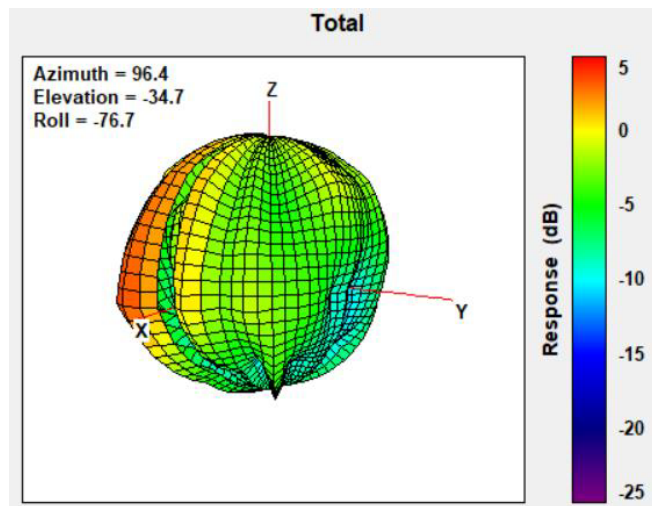 Total
Azimuth = 96.4
Elevation = -34.7
Roll = -76.7
Z
X
Y
5
0
-5
-10
-15
-20
-25
Response (dB)